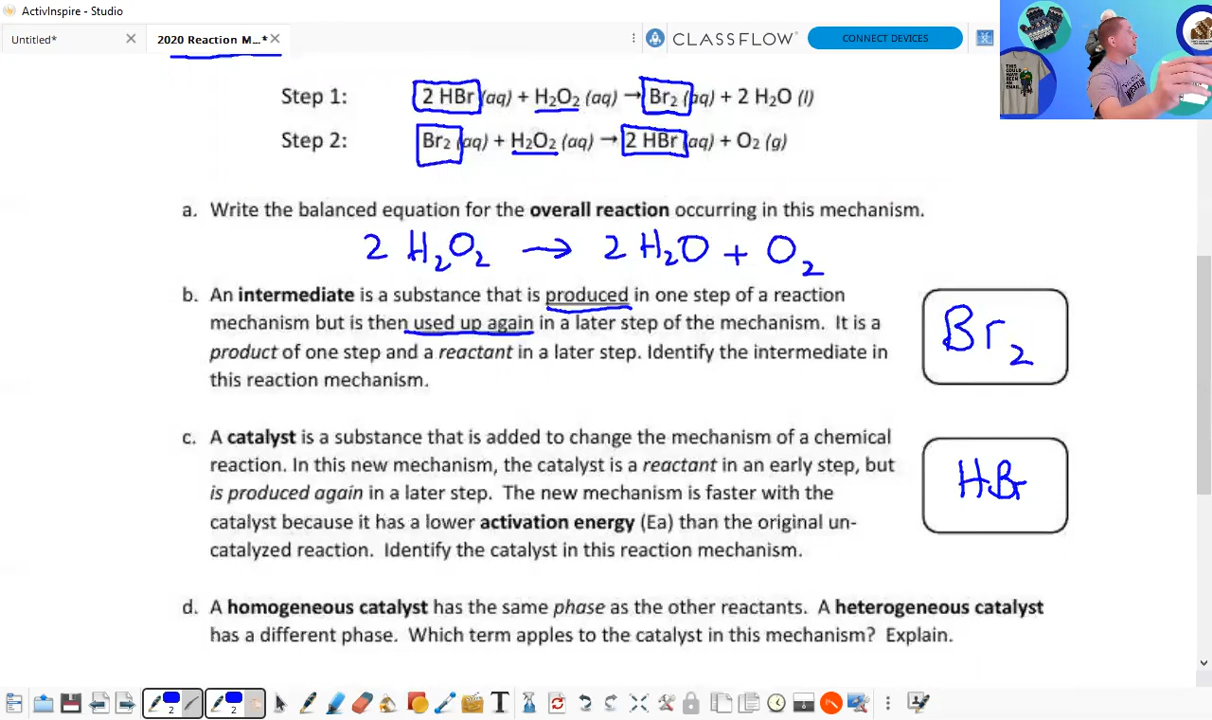 ActivInspire - Studio
Untitled*
2020 Reaction M...*
CLASSFLOW
CONNECT DEVICES
THIS COULD HAVE BEEN AN EMAIL
Step 1: 2 HBr (aq) + H₂O₂ (aq) → Br₂ (aq) + 2 H₂O (l)
Step 2: Br₂ (aq) + H₂O₂ (aq) → 2 HBr (aq) + O₂ (g)
a. Write the balanced equation for the overall reaction occurring in this mechanism.
2 H₂O₂ → 2 H₂O + O₂
b. An intermediate is a substance that is produced in one step of a reaction
mechanism but is then used up again in a later step of the mechanism. It is a
product of one step and a reactant in a later step. Identify the intermediate in
this reaction mechanism.
Br₂
c. A catalyst is a substance that is added to change the mechanism of a chemical
reaction. In this new mechanism, the catalyst is a reactant in an early step, but
is produced again in a later step. The new mechanism is faster with the
catalyst because it has a lower activation energy (Ea) than the original un-
catalyzed reaction. Identify the catalyst in this reaction mechanism.
HBr
d. A homogeneous catalyst has the same phase as the other reactants. A heterogeneous catalyst
has a different phase. Which term applies to the catalyst in this mechanism? Explain.
2
2
T